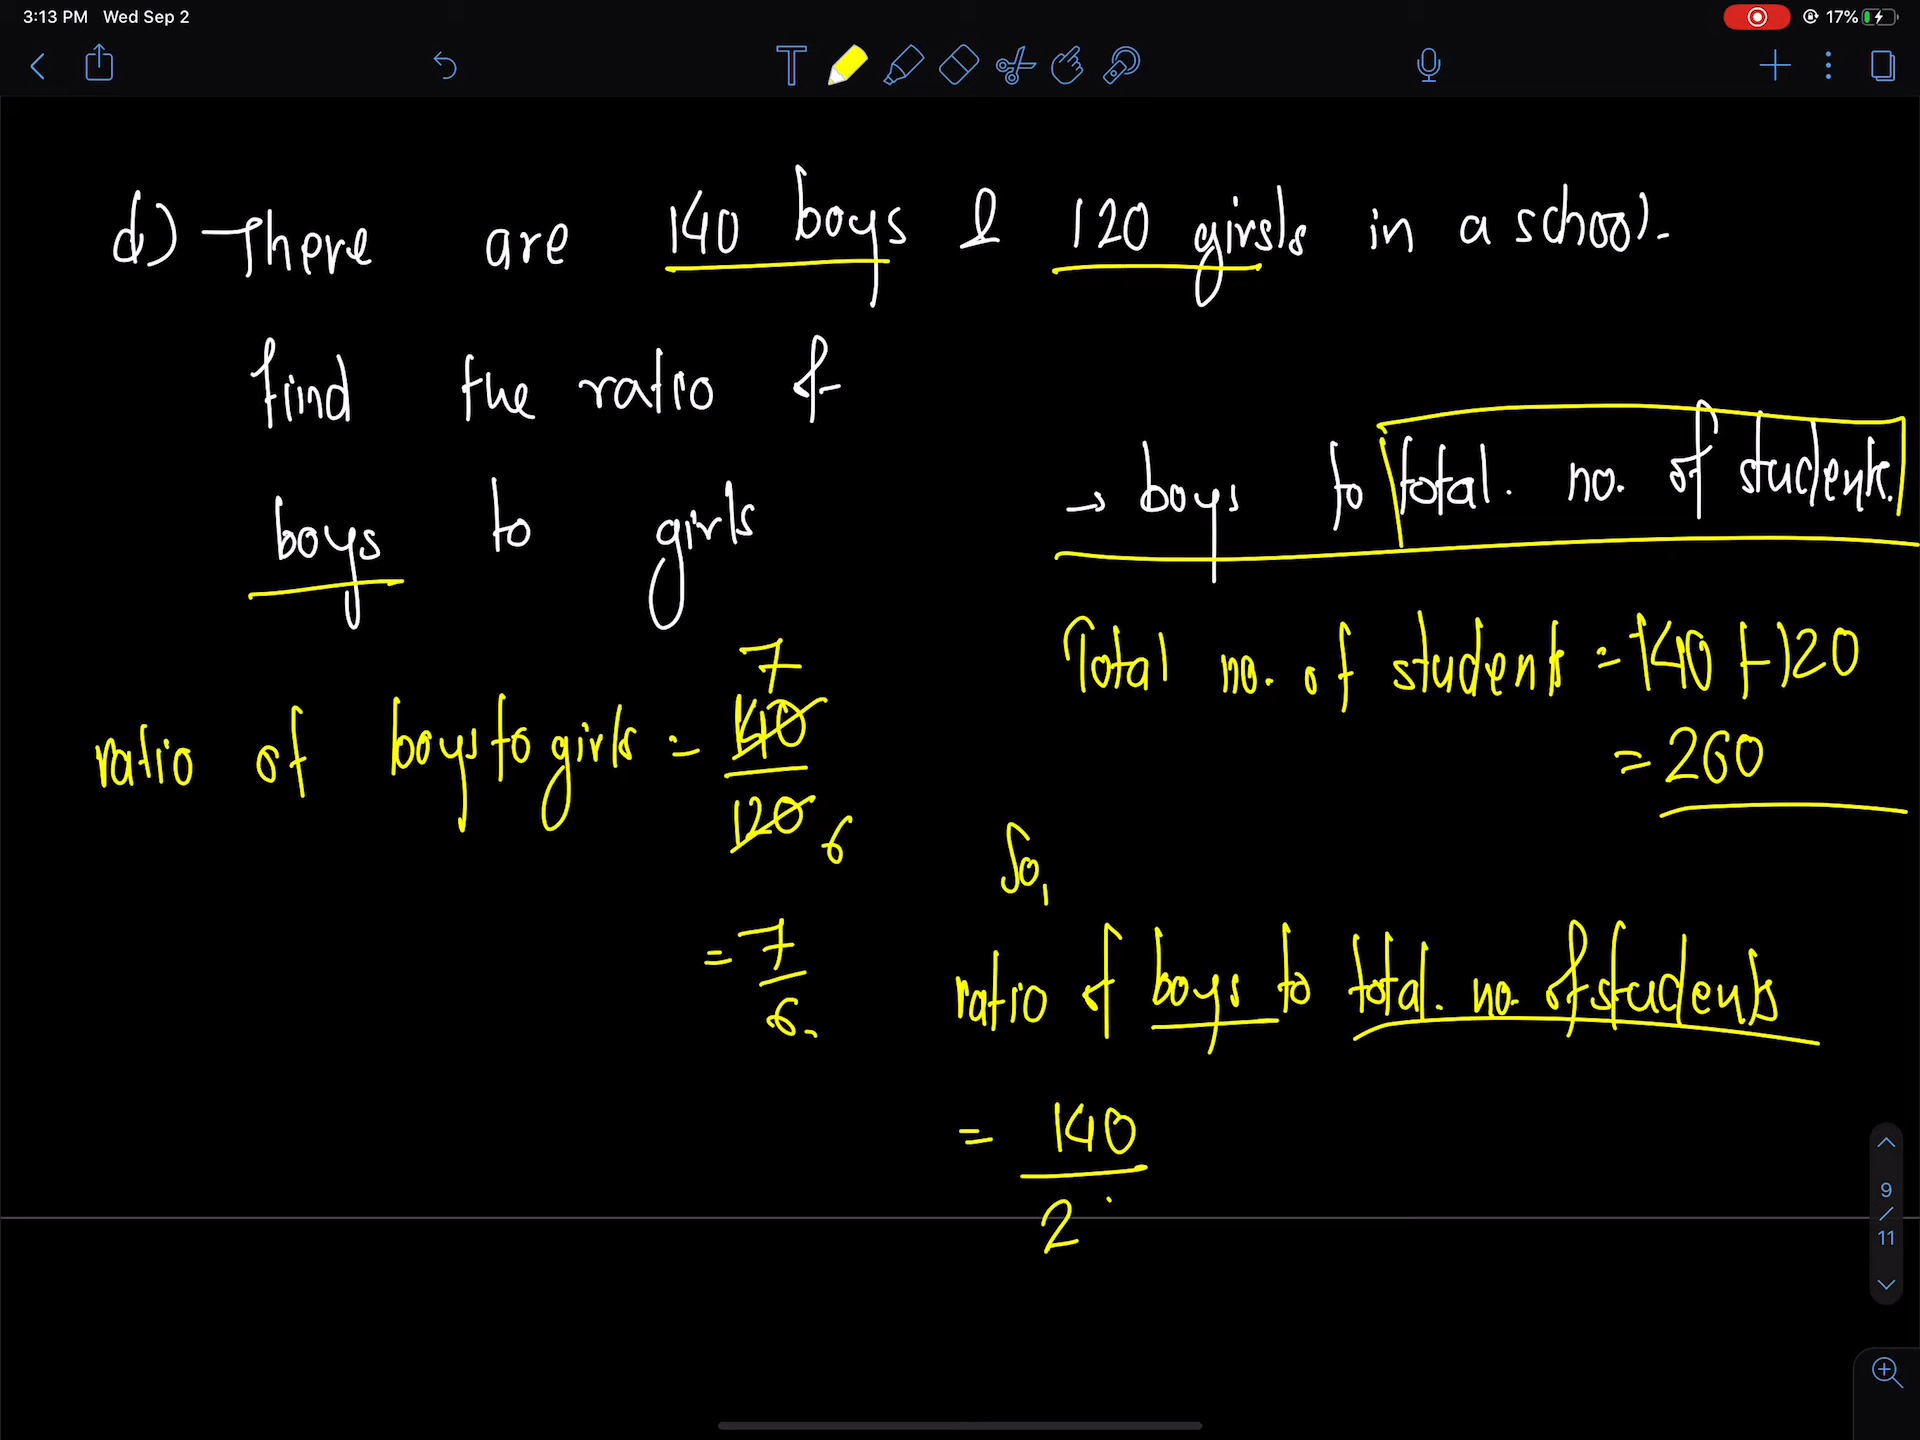 3:13 PM Wed Sep 2
17%
d) There are 140 boys & 120 girsls in a school.
find the ratio of
boys to girls
→ boys to total. no. of students.
ratio of boys to girls = 140/120
7
6
= 7/6.
Total no. of students = 140 + 120
= 260
So,
ratio of boys to total. no. of students
= 140
2
9
/
11